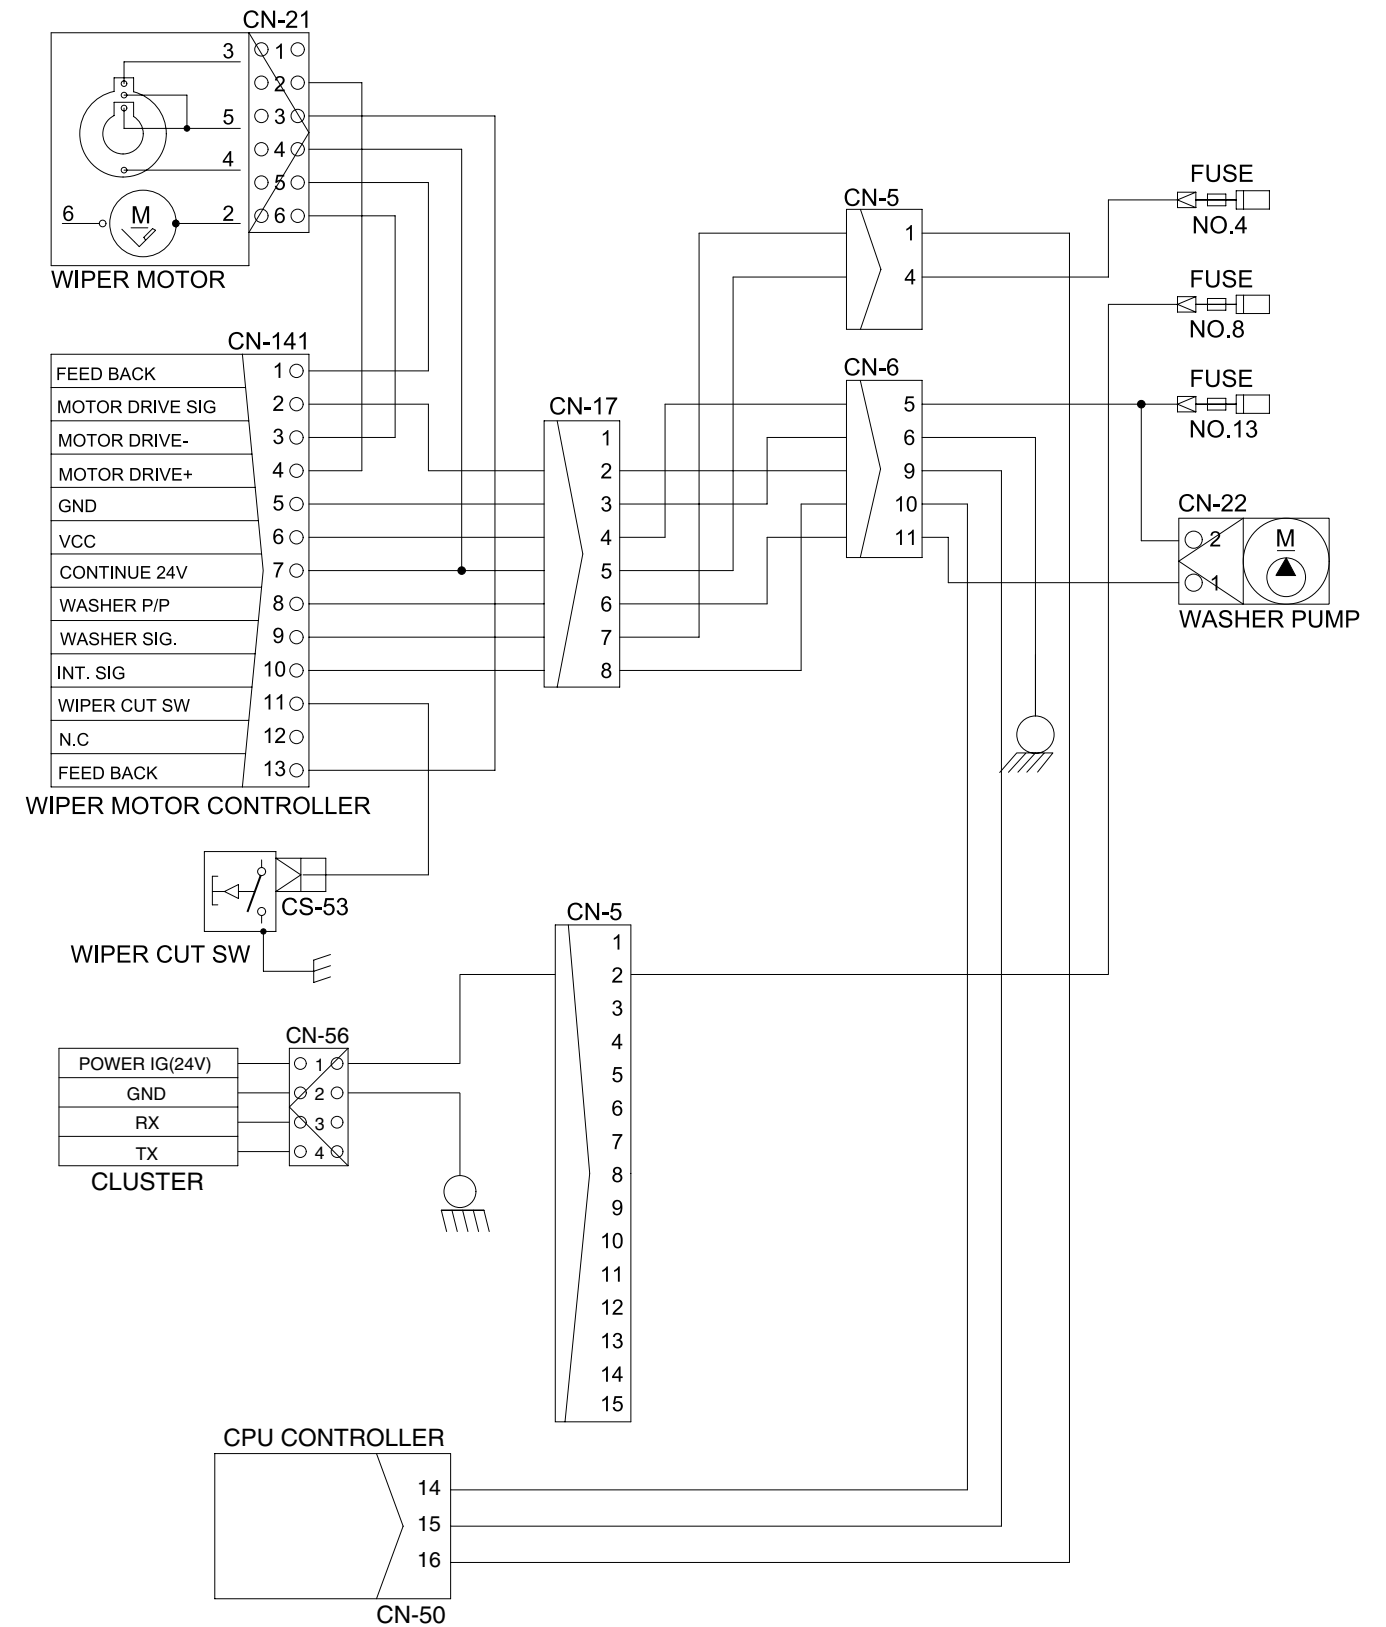 CN-21
3
5
4
6
M
2
1
2
3
4
5
6
WIPER MOTOR
CN-141
FEED BACK 1
MOTOR DRIVE SIG 2
MOTOR DRIVE- 3
MOTOR DRIVE+ 4
GND 5
VCC 6
CONTINUE 24V 7
WASHER P/P 8
WASHER SIG. 9
INT. SIG 10
WIPER CUT SW 11
N.C 12
FEED BACK 13
WIPER MOTOR CONTROLLER
CS-53
WIPER CUT SW
CN-17
1
2
3
4
5
6
7
8
CN-5
1
4
CN-6
5
6
9
10
11
FUSE
NO.4
FUSE
NO.8
FUSE
NO.13
CN-22
2
M
1
WASHER PUMP
CN-56
POWER IG(24V) 1
GND 2
RX 3
TX 4
CLUSTER
CN-5
1
2
3
4
5
6
7
8
9
10
11
12
13
14
15
CPU CONTROLLER
14
15
16
CN-50